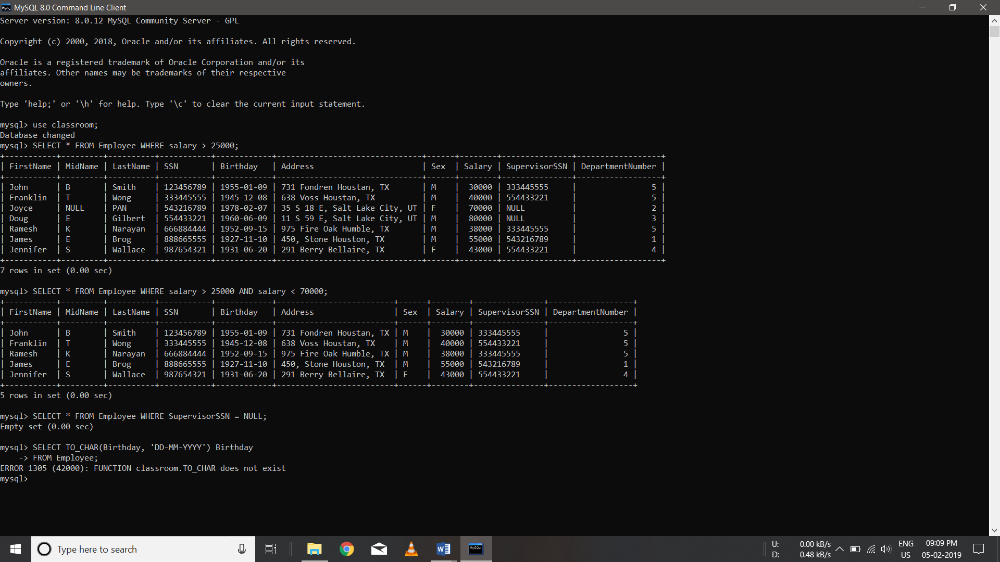 MySQL 8.0 Command Line Client
Server version: 8.0.12 MySQL Community Server - GPL
Copyright (c) 2000, 2018, Oracle and/or its affiliates. All rights reserved.
Oracle is a registered trademark of Oracle Corporation and/or its
affiliates. Other names may be trademarks of their respective
owners.
Type 'help;' or '\h' for help. Type '\c' to clear the current input statement.
mysql> use classroom;
Database changed
mysql> SELECT * FROM Employee WHERE salary > 25000;
+-----------+---------+----------+-----------+------------+-------------------------------+------+--------+---------------+------------------+
| FirstName | MidName | LastName | SSN       | Birthday   | Address                       | Sex  | Salary | SupervisorSSN | DepartmentNumber |
+-----------+---------+----------+-----------+------------+-------------------------------+------+--------+---------------+------------------+
| John      | B       | Smith    | 123456789 | 1955-01-09 | 731 Fondren Houstan, TX       | M    |  30000 | 333445555     |                5 |
| Franklin  | T       | Wong     | 333445555 | 1945-12-08 | 638 Voss Houstan, TX          | M    |  40000 | 554433221     |                5 |
| Joyce     | NULL    | PAN      | 543216789 | 1978-02-07 | 35 S 18 E, Salt Lake City, UT | F    |  70000 | NULL          |                2 |
| Doug      | E       | Gilbert  | 554433221 | 1960-06-09 | 11 S 59 E, Salt Lake City, UT | M    |  80000 | NULL          |                3 |
| Ramesh    | K       | Narayan  | 666884444 | 1952-09-15 | 975 Fire Oak Humble, TX       | M    |  38000 | 333445555     |                5 |
| James     | E       | Brog     | 888665555 | 1927-11-10 | 450, Stone Houston, TX        | M    |  55000 | 543216789     |                1 |
| Jennifer  | S       | Wallace  | 987654321 | 1931-06-20 | 291 Berry Bellaire, TX        | F    |  43000 | 554433221     |                4 |
+-----------+---------+----------+-----------+------------+-------------------------------+------+--------+---------------+------------------+
7 rows in set (0.00 sec)
mysql> SELECT * FROM Employee WHERE salary > 25000 AND salary < 70000;
+-----------+---------+----------+-----------+------------+-------------------------+------+--------+---------------+------------------+
| FirstName | MidName | LastName | SSN       | Birthday   | Address                 | Sex  | Salary | SupervisorSSN | DepartmentNumber |
+-----------+---------+----------+-----------+------------+-------------------------+------+--------+---------------+------------------+
| John      | B       | Smith    | 123456789 | 1955-01-09 | 731 Fondren Houstan, TX | M    |  30000 | 333445555     |                5 |
| Franklin  | T       | Wong     | 333445555 | 1945-12-08 | 638 Voss Houstan, TX    | M    |  40000 | 554433221     |                5 |
| Ramesh    | K       | Narayan  | 666884444 | 1952-09-15 | 975 Fire Oak Humble, TX | M    |  38000 | 333445555     |                5 |
| James     | E       | Brog     | 888665555 | 1927-11-10 | 450, Stone Houston, TX  | M    |  55000 | 543216789     |                1 |
| Jennifer  | S       | Wallace  | 987654321 | 1931-06-20 | 291 Berry Bellaire, TX  | F    |  43000 | 554433221     |                4 |
+-----------+---------+----------+-----------+------------+-------------------------+------+--------+---------------+------------------+
5 rows in set (0.00 sec)
mysql> SELECT * FROM Employee WHERE SupervisorSSN = NULL;
Empty set (0.00 sec)
mysql> SELECT TO_CHAR(Birthday, 'DD-MM-YYYY') Birthday
    -> FROM Employee;
ERROR 1305 (42000): FUNCTION classroom.TO_CHAR does not exist
mysql>
Type here to search
U: 0.00 kB/s
D: 0.48 kB/s
ENG
US
09:09 PM
05-02-2019